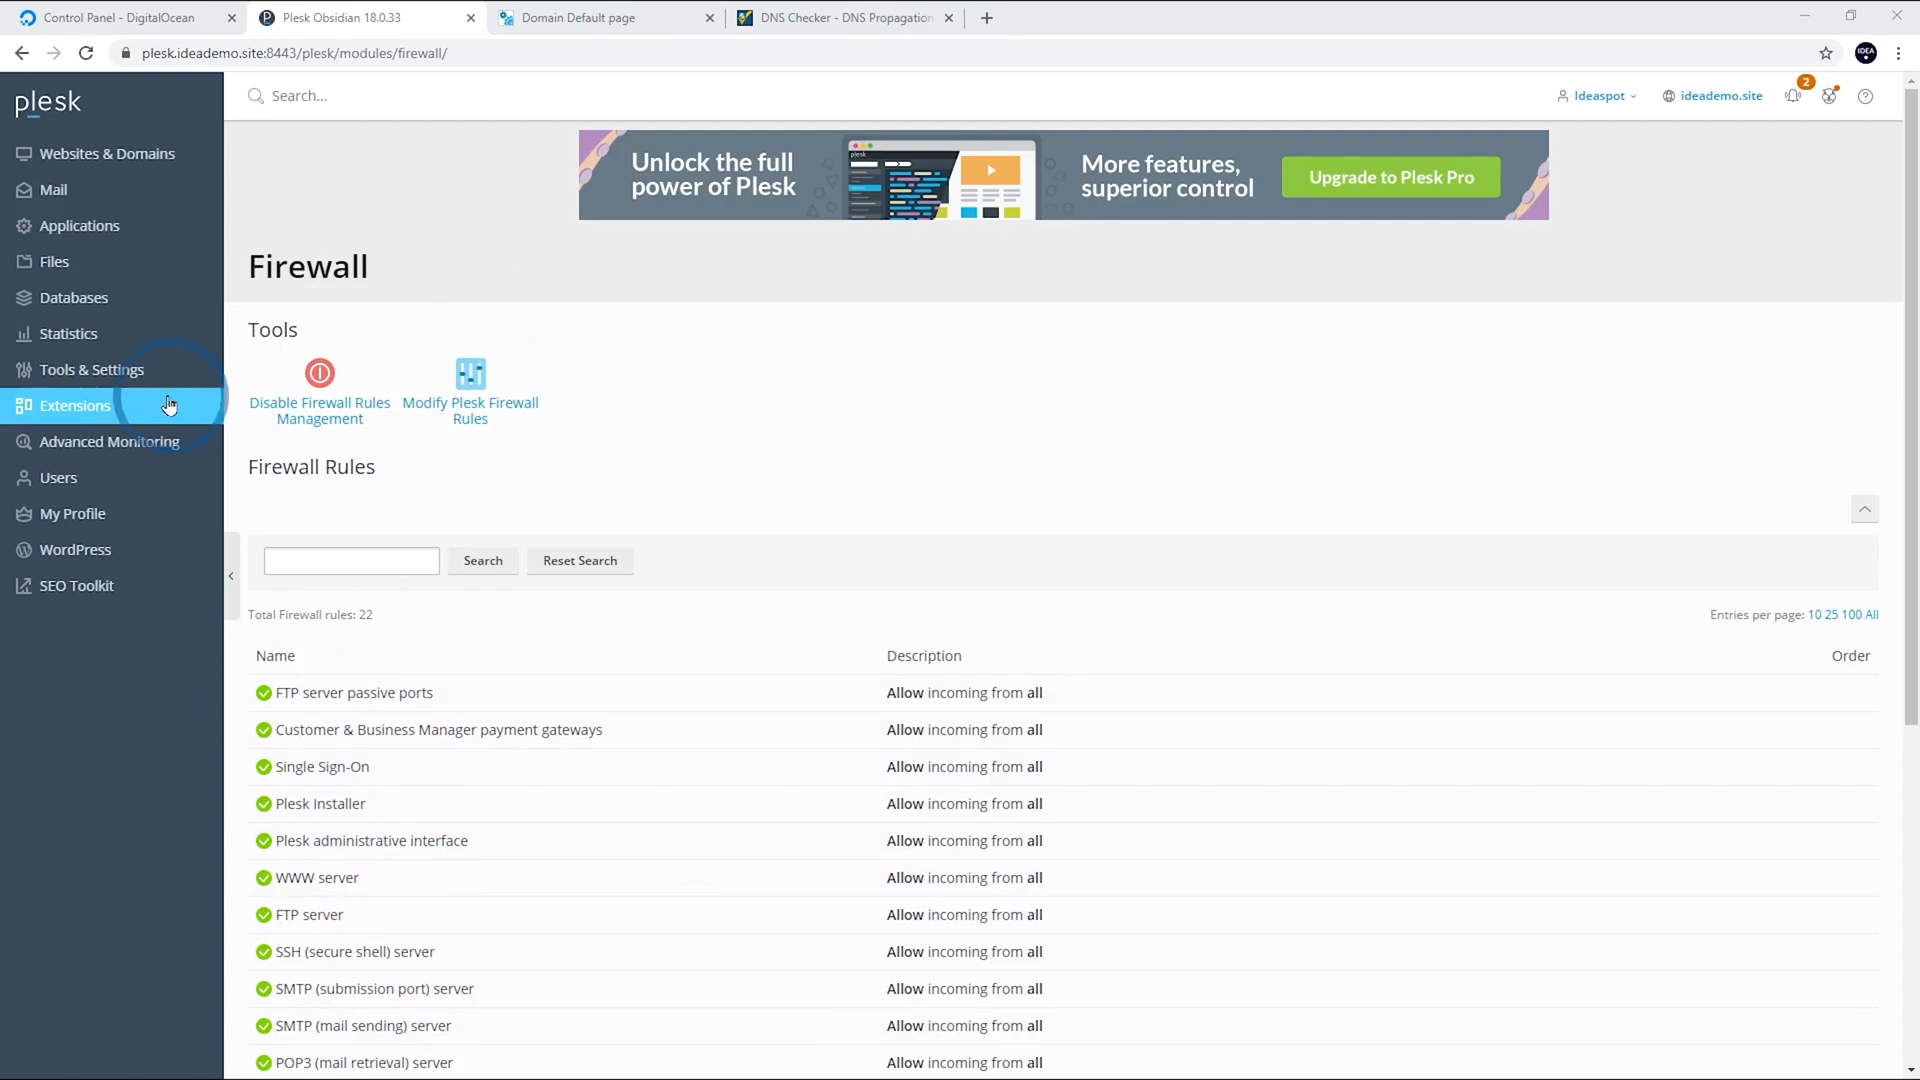 Control Panel - DigitalOcean
Plesk Obsidian 18.0.33
Domain Default page
DNS Checker - DNS Propagation
plesk.ideademo.site:8443/plesk/modules/firewall/
IDEA
plesk
Search...
Ideaspot
ideademo.site
2
Websites & Domains
Mail
Applications
Files
Databases
Statistics
Tools & Settings
Extensions
Advanced Monitoring
Users
My Profile
WordPress
SEO Toolkit
Unlock the full
power of Plesk
plesk
More features,
superior control
Upgrade to Plesk Pro
Firewall
Tools
Disable Firewall Rules
Management
Modify Plesk Firewall
Rules
Firewall Rules
Search
Reset Search
Total Firewall rules: 22
Entries per page: 10 25 100 All
Name Description Order
FTP server passive ports Allow incoming from all
Customer & Business Manager payment gateways Allow incoming from all
Single Sign-On Allow incoming from all
Plesk Installer Allow incoming from all
Plesk administrative interface Allow incoming from all
WWW server Allow incoming from all
FTP server Allow incoming from all
SSH (secure shell) server Allow incoming from all
SMTP (submission port) server Allow incoming from all
SMTP (mail sending) server Allow incoming from all
POP3 (mail retrieval) server Allow incoming from all